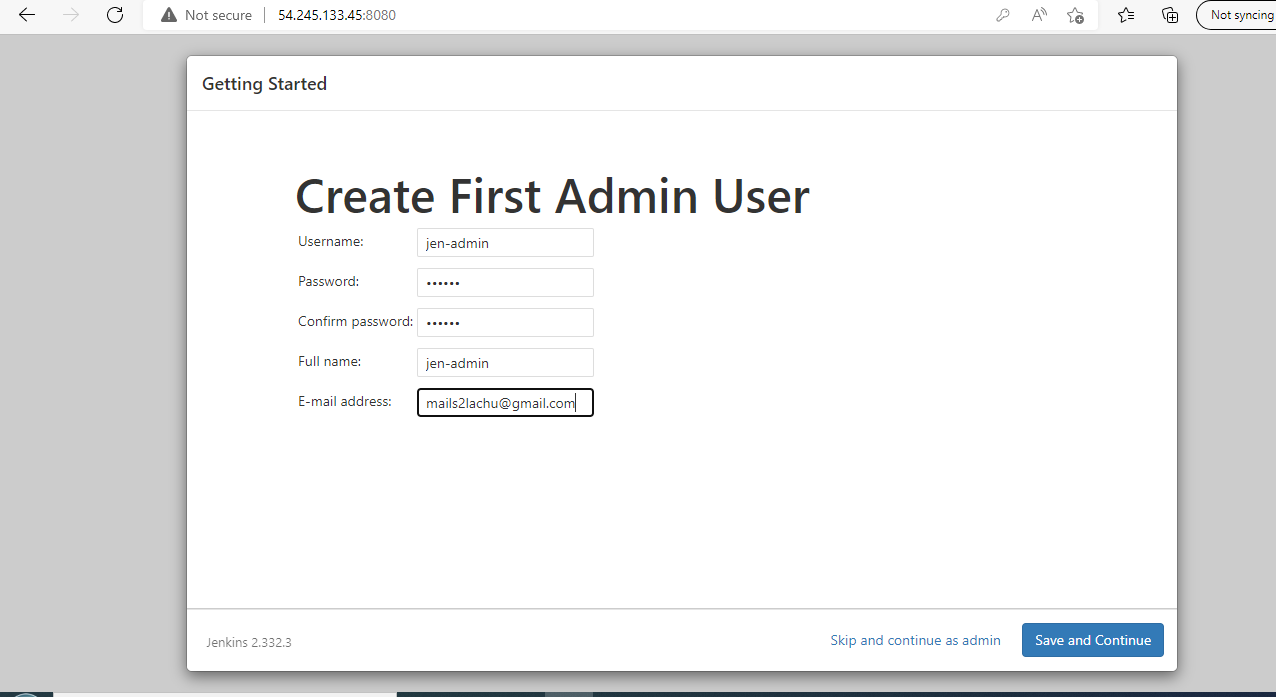 Not secure 54.245.133.45:8080 Not syncing
Getting Started
Create First Admin User
Username: jen-admin
Password: ••••••
Confirm password: ••••••
Full name: jen-admin
E-mail address: mails2lachu@gmail.com
Jenkins 2.332.3 Skip and continue as admin Save and Continue